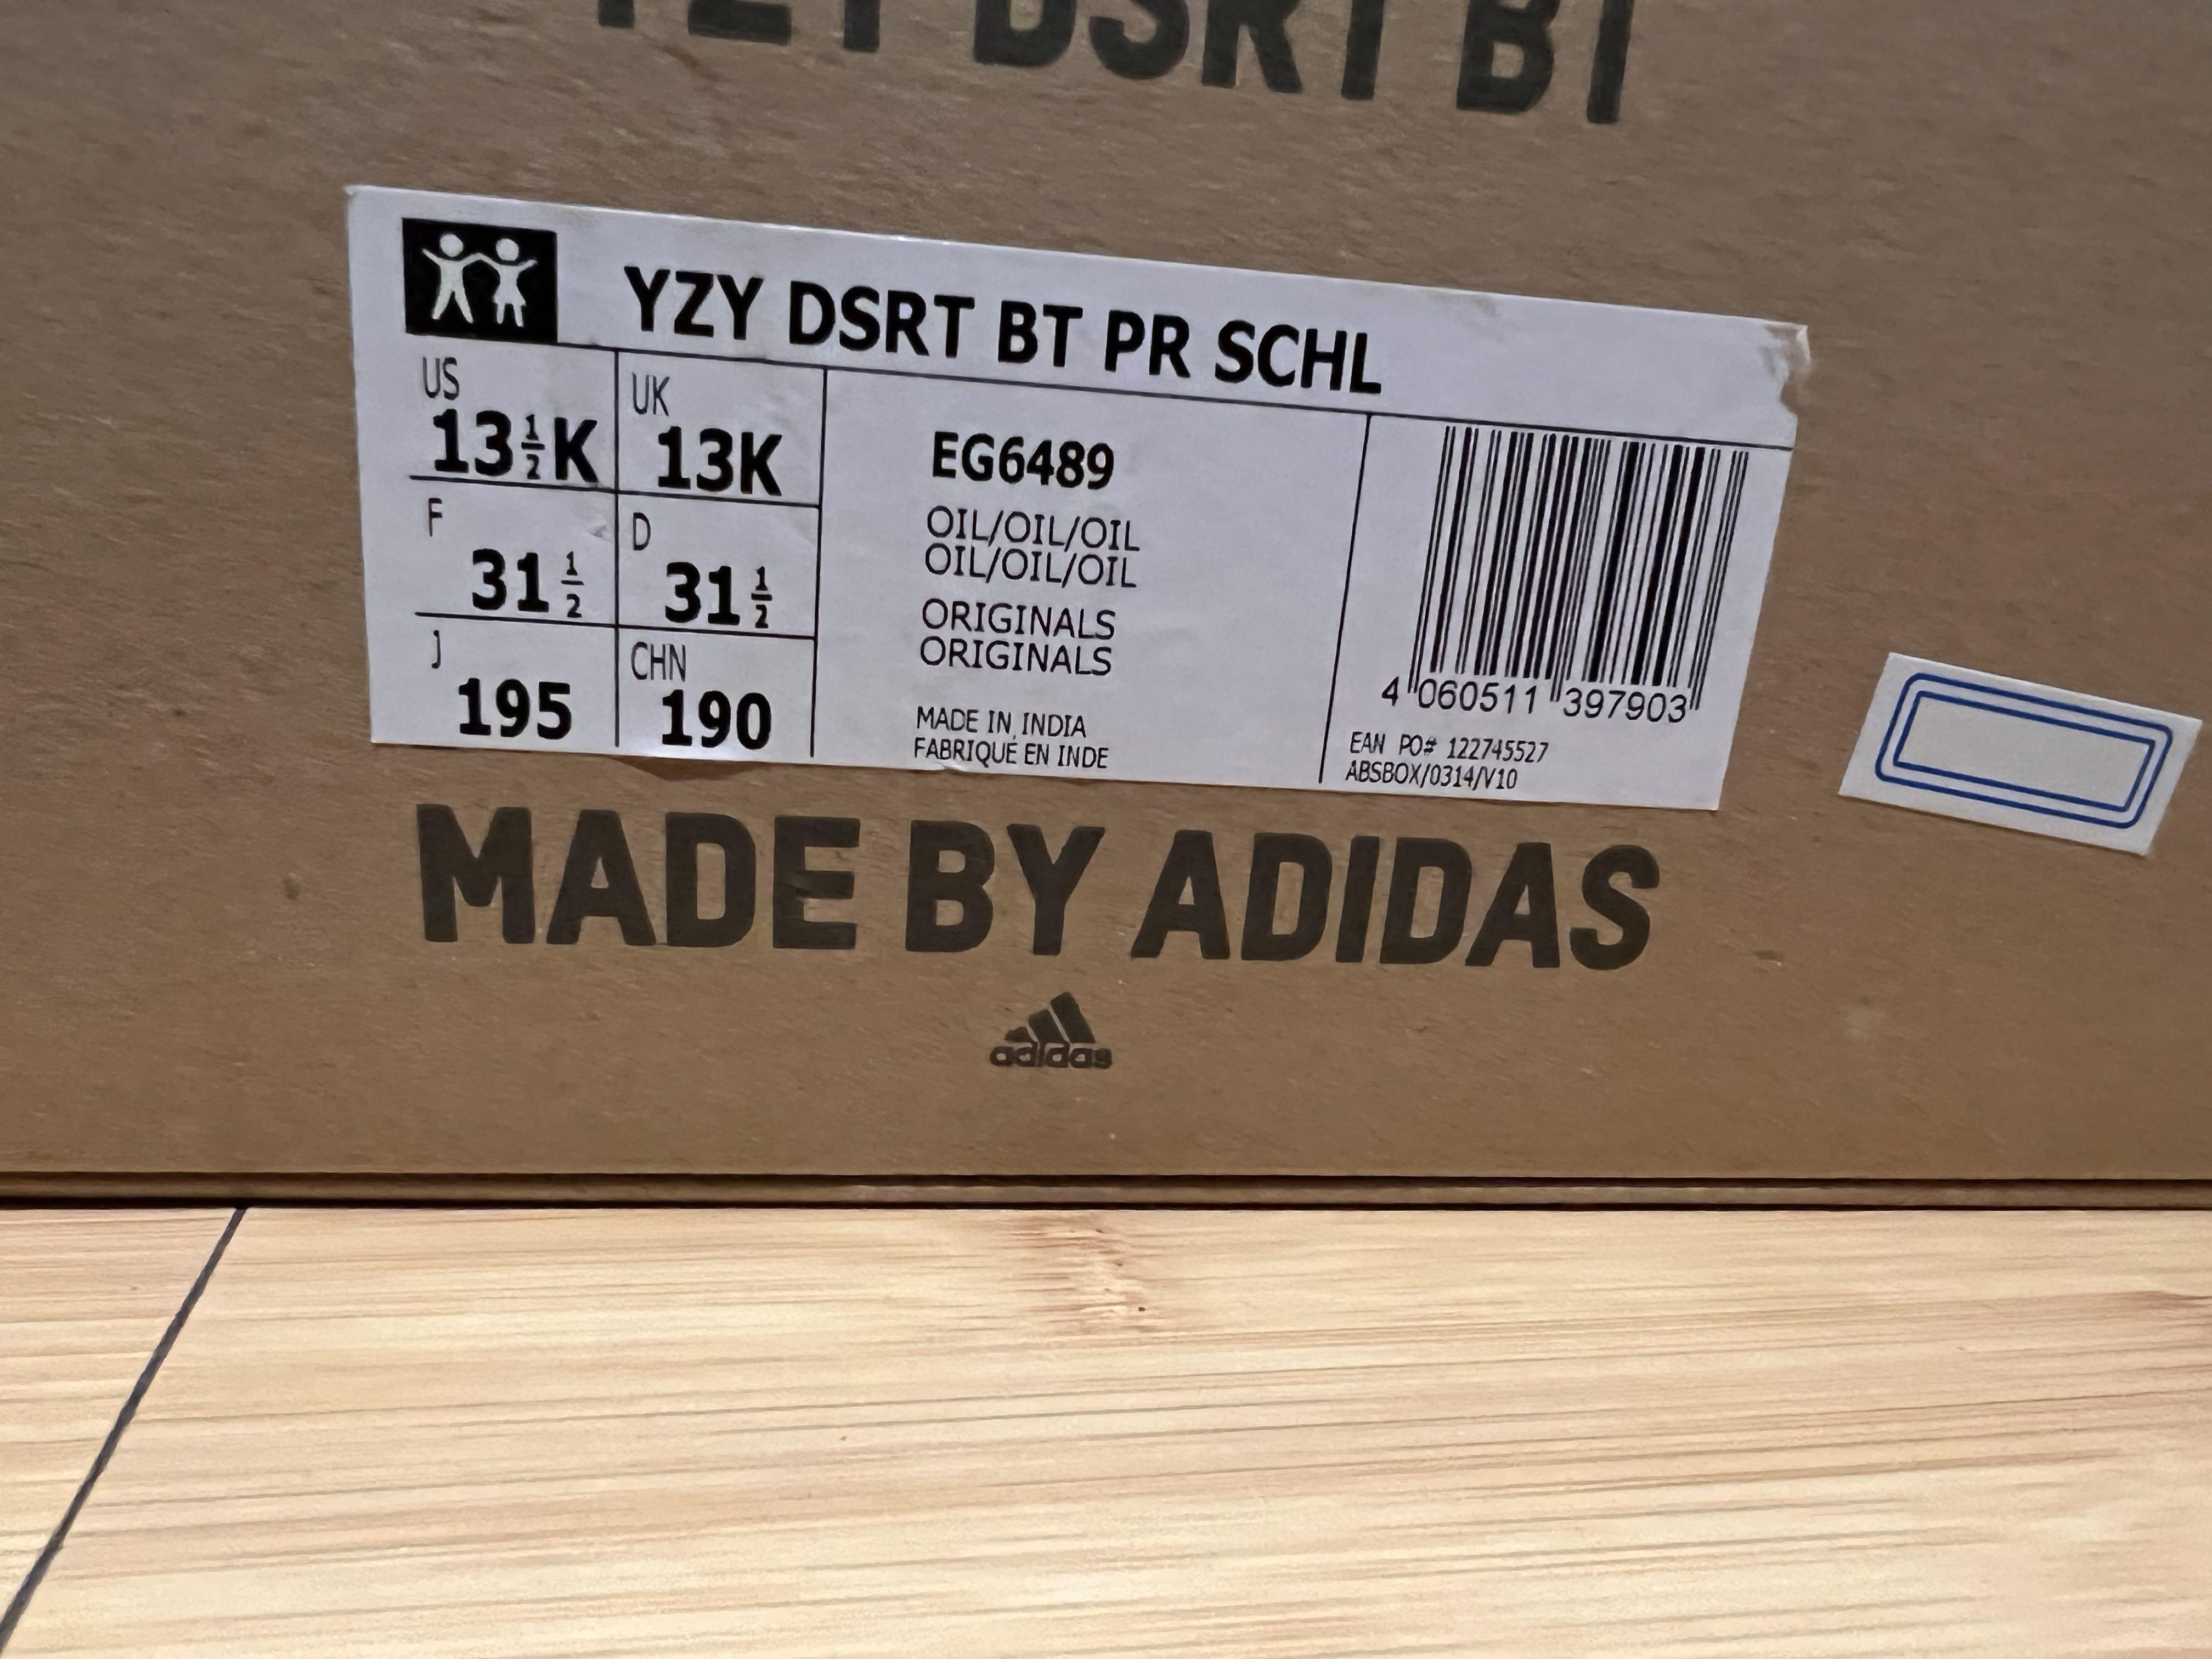 YZY DSRT BT
YZY DSRT BT PR SCHL
US
13½K
UK
13K
F
31½
D
31½
J
195
CHN
190
EG6489
OIL/OIL/OIL
OIL/OIL/OIL
ORIGINALS
ORIGINALS
MADE IN INDIA
FABRIQUÉ EN INDE
4 060511 397903
EAN PO# 122745527
ABSBOX/0314/V10
MADE BY ADIDAS
adidas